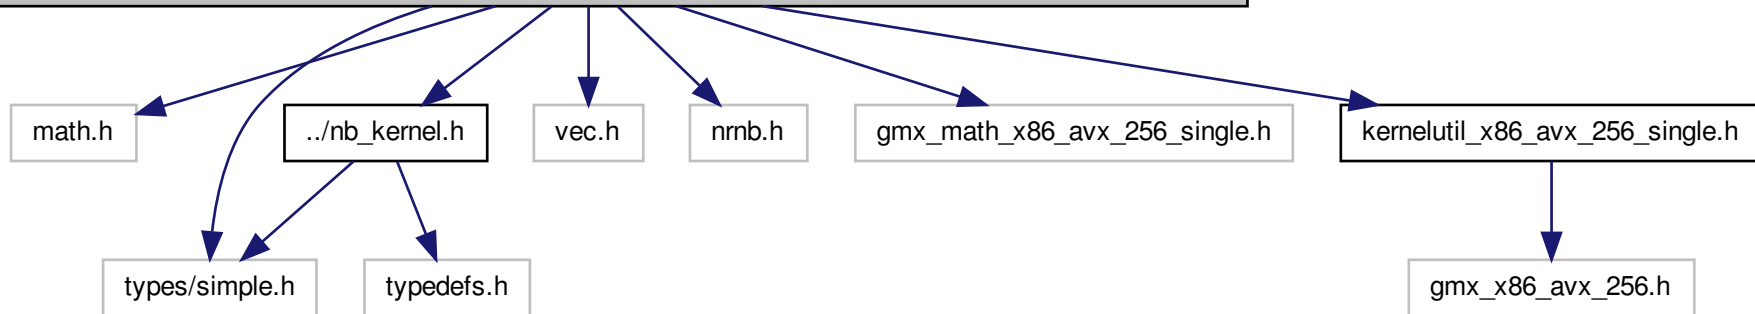 math.h
../nb_kernel.h
vec.h
nrnb.h
gmx_math_x86_avx_256_single.h
kernelutil_x86_avx_256_single.h
types/simple.h
typedefs.h
gmx_x86_avx_256.h